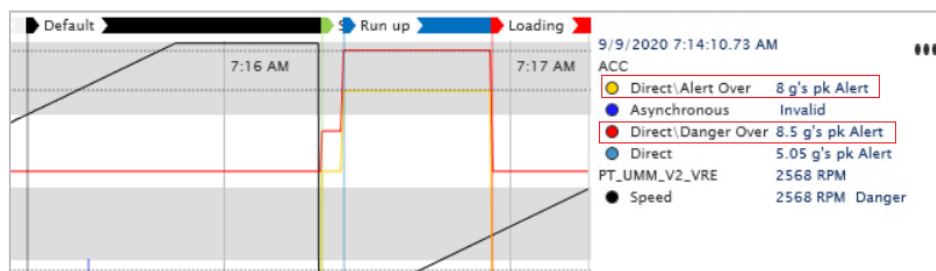 Default S Run up Loading
7:16 AM 7:17 AM
9/9/2020 7:14:10.73 AM
ACC
Direct\Alert Over 8 g's pk Alert
Asynchronous Invalid
Direct\Danger Over 8.5 g's pk Alert
Direct 5.05 g's pk Alert
PT_UMM_V2_VRE 2568 RPM
Speed 2568 RPM Danger